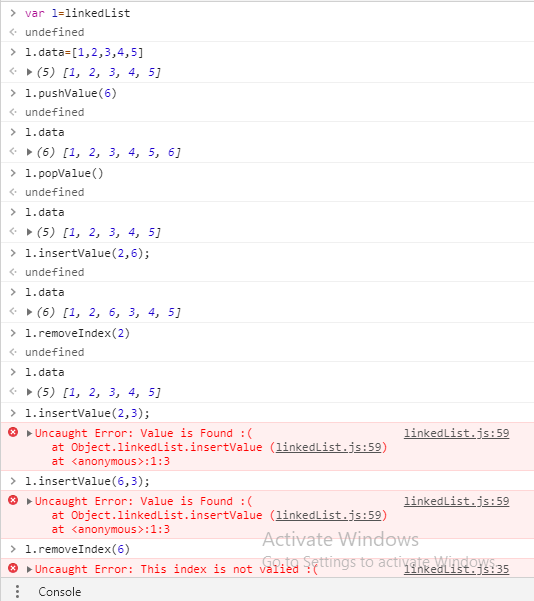 > var l=linkedList
< undefined
> l.data=[1,2,3,4,5]
< ▶(5) [1, 2, 3, 4, 5]
> l.pushValue(6)
< undefined
> l.data
< ▶(6) [1, 2, 3, 4, 5, 6]
> l.popValue()
< undefined
> l.data
< ▶(5) [1, 2, 3, 4, 5]
> l.insertValue(2,6);
< undefined
> l.data
< ▶(6) [1, 2, 6, 3, 4, 5]
> l.removeIndex(2)
< undefined
> l.data
< ▶(5) [1, 2, 3, 4, 5]
> l.insertValue(2,3);
▶Uncaught Error: Value is Found :( linkedList.js:59
at Object.linkedList.insertValue (linkedList.js:59)
at <anonymous>:1:3
> l.insertValue(6,3);
▶Uncaught Error: Value is Found :( linkedList.js:59
at Object.linkedList.insertValue (linkedList.js:59)
at <anonymous>:1:3
> l.removeIndex(6)
Activate Windows
Go to Settings to activate Windows.
▶Uncaught Error: This index is not valied :( linkedList.js:35
Console